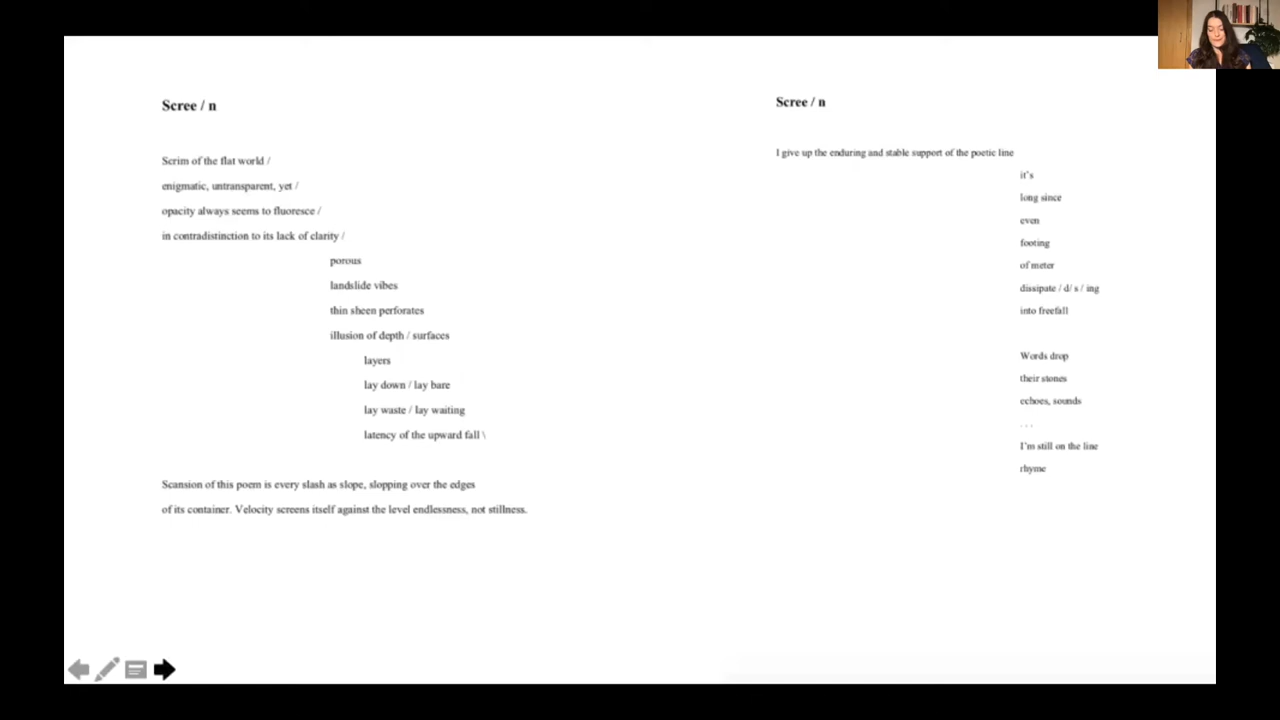 Scree / n
Scrim of the flat world /
enigmatic, untransparent, yet /
opacity always seems to fluoresce /
in contradistinction to its lack of clarity /
porous
landslide vibes
thin sheen perforates
illusion of depth / surfaces
layers
lay down / lay bare
lay waste / lay waiting
latency of the upward fall \
Scansion of this poem is every slash as slope, slopping over the edges
of its container. Velocity screens itself against the level endlessness, not stillness.
Scree / n
I give up the enduring and stable support of the poetic line
it's
long since
even
footing
of meter
dissipate / d/ s / ing
into freefall
Words drop
their stones
echoes, sounds
. . .
I'm still on the line
rhyme